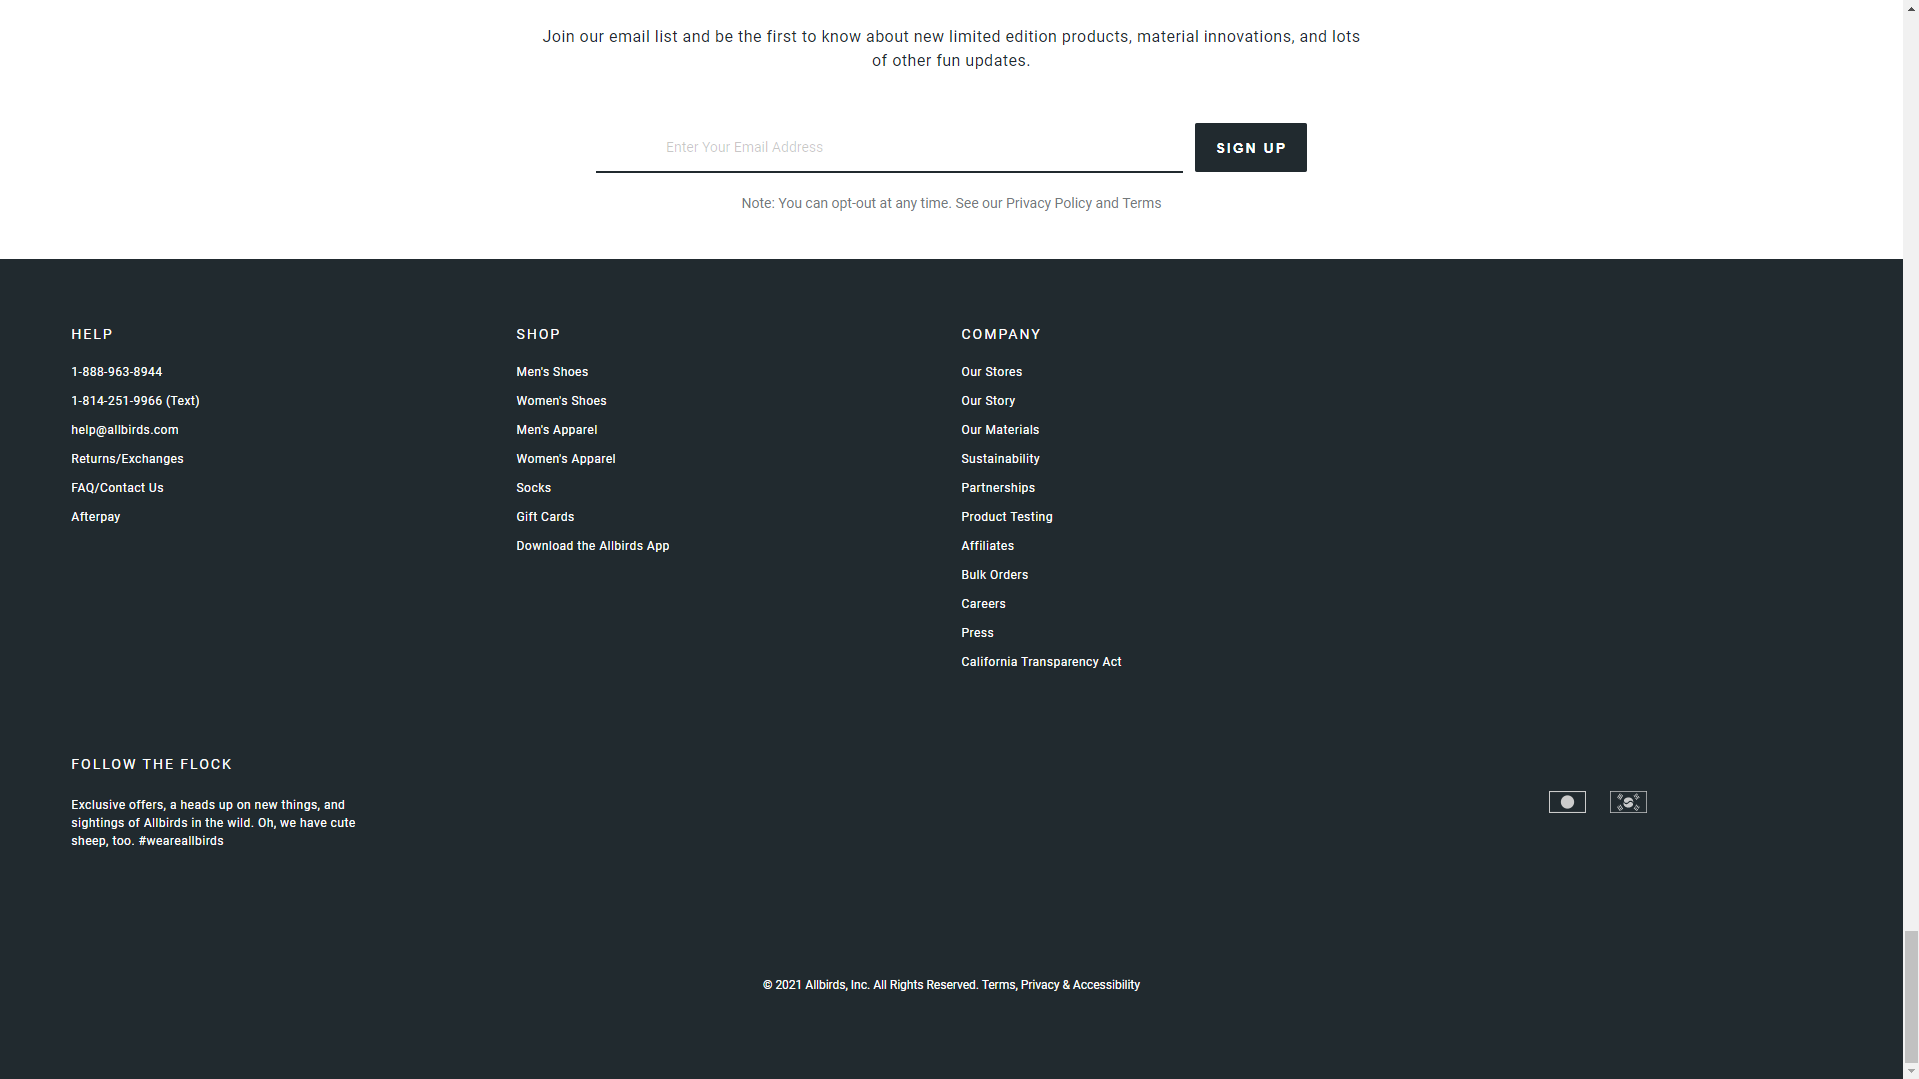 Join our email list and be the first to know about new limited edition products, material innovations, and lots
of other fun updates.
Enter Your Email Address
SIGN UP
Note: You can opt-out at any time. See our Privacy Policy and Terms
HELP
1-888-963-8944
1-814-251-9966 (Text)
help@allbirds.com
Returns/Exchanges
FAQ/Contact Us
Afterpay
SHOP
Men's Shoes
Women's Shoes
Men's Apparel
Women's Apparel
Socks
Gift Cards
Download the Allbirds App
COMPANY
Our Stores
Our Story
Our Materials
Sustainability
Partnerships
Product Testing
Affiliates
Bulk Orders
Careers
Press
California Transparency Act
FOLLOW THE FLOCK
Exclusive offers, a heads up on new things, and
sightings of Allbirds in the wild. Oh, we have cute
sheep, too. #weareallbirds
© 2021 Allbirds, Inc. All Rights Reserved. Terms, Privacy & Accessibility